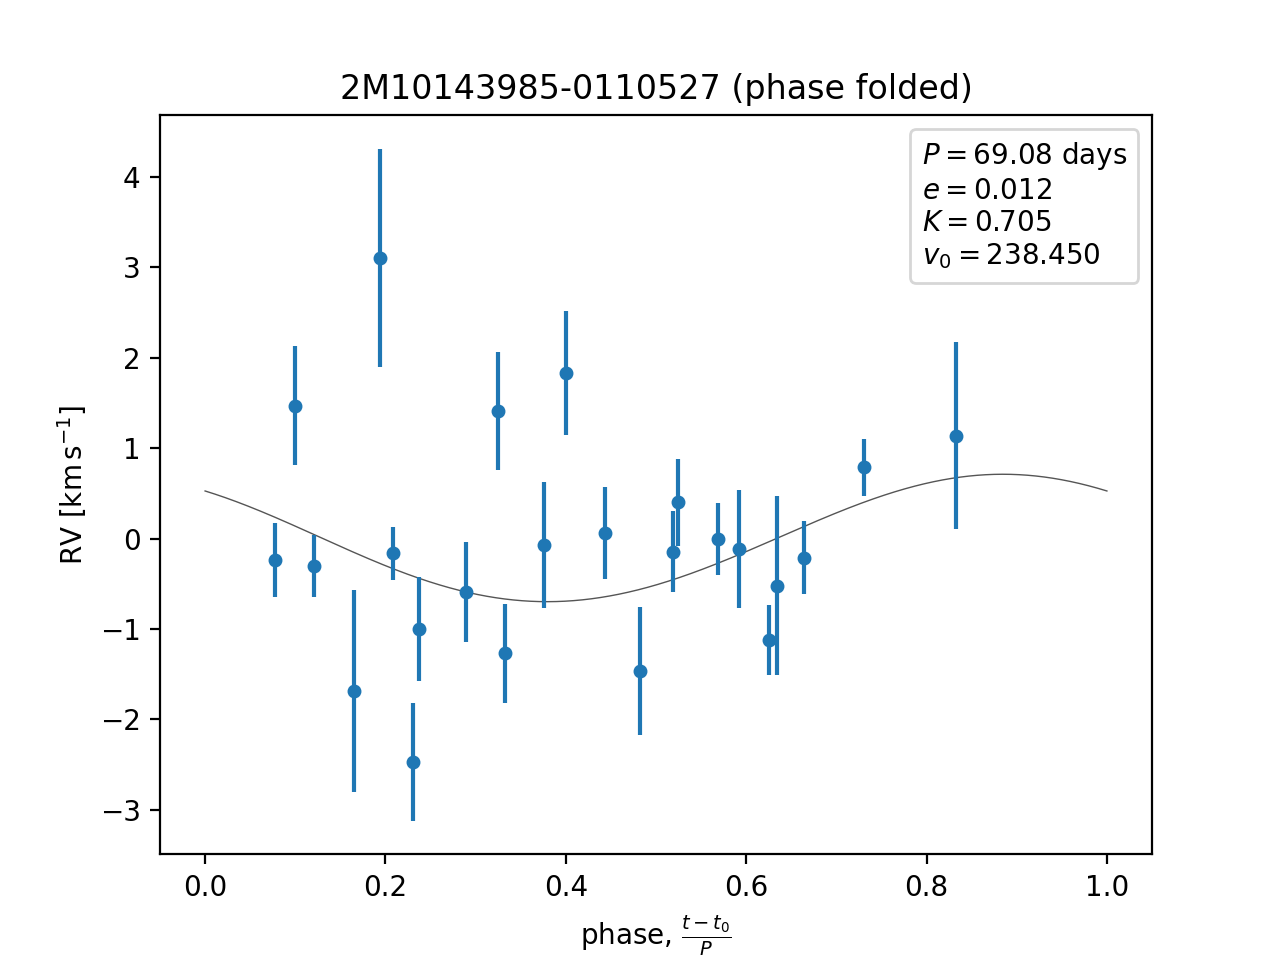 2M10143985-0110527 (phase folded)
P = 69.08 days
e = 0.012
K = 0.705
v₀ = 238.450
RV [km s⁻¹]
4
3
2
1
0
−1
−2
−3
0.0 0.2 0.4 0.6 0.8 1.0
phase, (t − t₀)/P